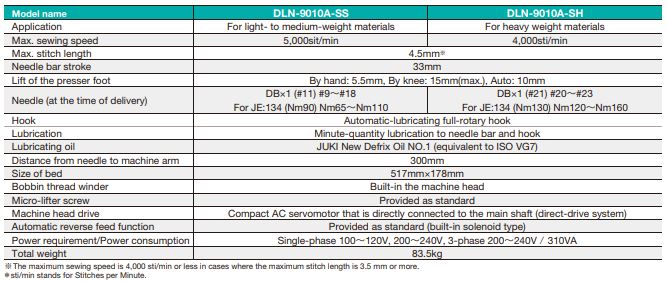 Model name DLN-9010A-SS DLN-9010A-SH
Application For light- to medium-weight materials For heavy weight materials
Max. sewing speed 5,000sit/min 4,000sti/min
Max. stitch length 4.5mm*
Needle bar stroke 33mm
Lift of the presser foot By hand: 5.5mm, By knee: 15mm(max.), Auto: 10mm
Needle (at the time of delivery) DB×1 (#11) #9～#18 DB×1 (#21) #20～#23
For JE:134 (Nm90) Nm65～Nm110 For JE:134 (Nm130) Nm120～Nm160
Hook Automatic-lubricating full-rotary hook
Lubrication Minute-quantity lubrication to needle bar and hook
Lubricating oil JUKI New Defrix Oil NO.1 (equivalent to ISO VG7)
Distance from needle to machine arm 300mm
Size of bed 517mm×178mm
Bobbin thread winder Built-in the machine head
Micro-lifter screw Provided as standard
Machine head drive Compact AC servomotor that is directly connected to the main shaft (direct-drive system)
Automatic reverse feed function Provided as standard (built-in solenoid type)
Power requirement/Power consumption Single-phase 100～120V, 200～240V, 3-phase 200～240V / 310VA
Total weight 83.5kg
※The maximum sewing speed is 4,000 sti/min or less in cases where the maximum stitch length is 3.5 mm or more.
*sti/min stands for Stitches per Minute.